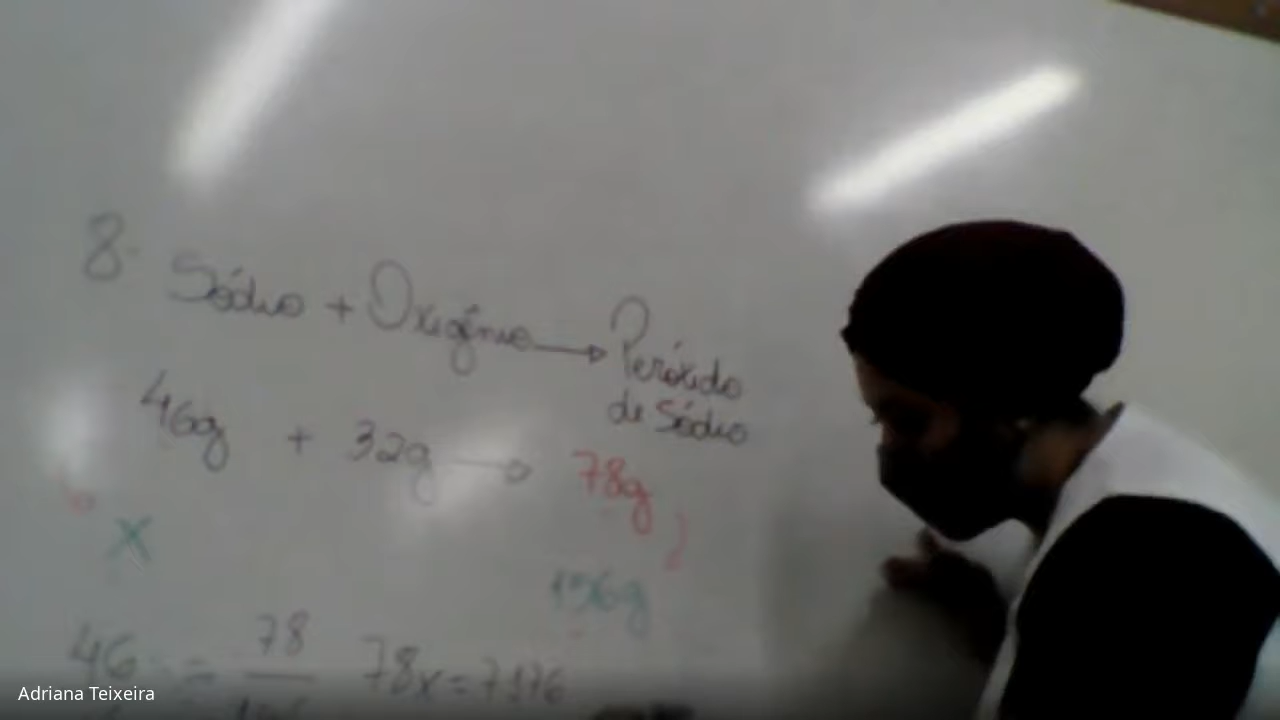 8. Sódio + Oxigênio → Peróxido
de Sódio
46g + 32g → 78g
x 156g
46 = 78 78x = 7176
Adriana Teixeira